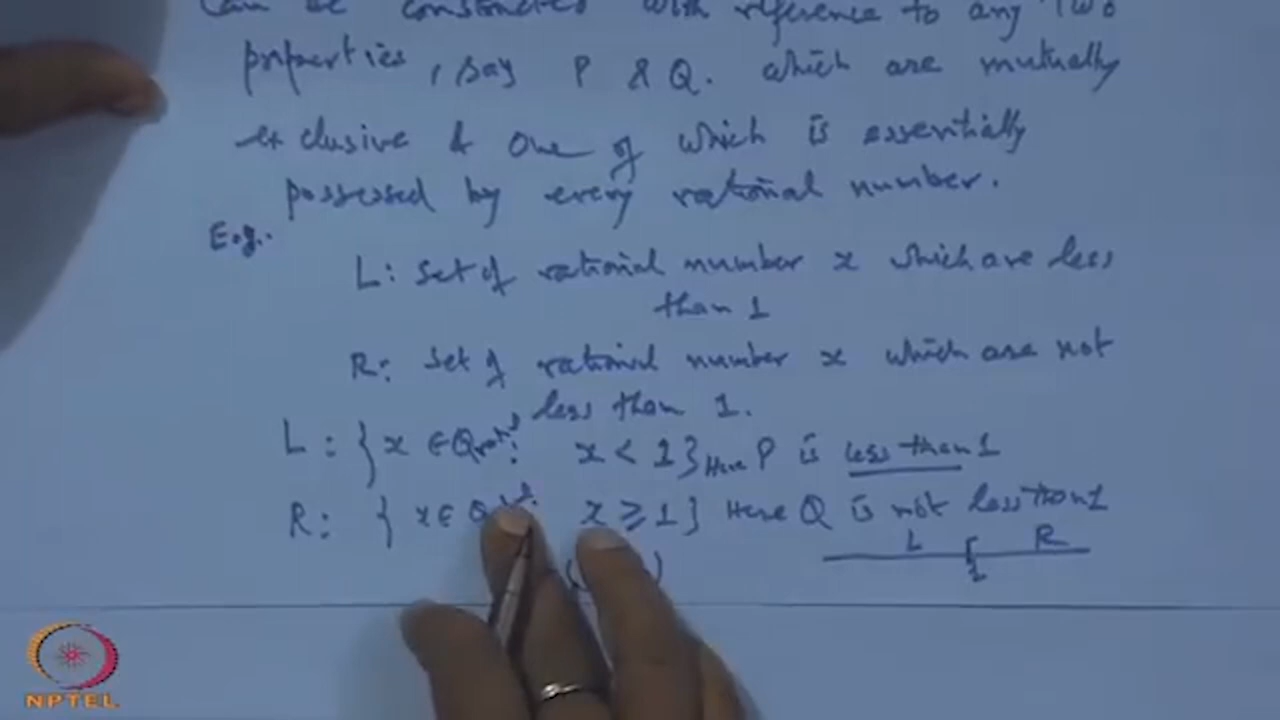 Can be constructed with reference to any two
properties, say P & Q. which are mutually
exclusive & one of which is essentially
possessed by every rational number.
E.g.
L: set of rational number x which are less
than 1
R: set of rational number x which are not
less than 1.
L: { x ∈ Q : x < 1 } Here P is less than 1
R: { x ∈ Q : x ≥ 1 } Here Q is not less than 1
L R
1
NPTEL